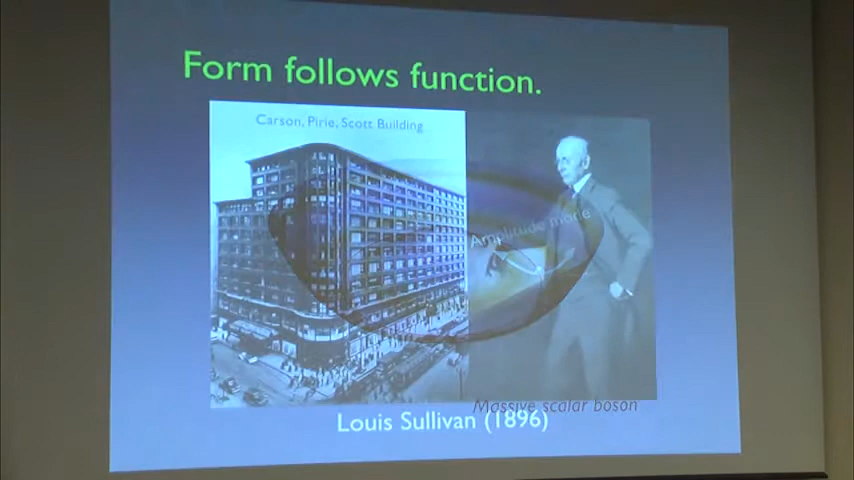 Form follows function.
Carson, Pirie, Scott Building
Amplitude mode
Massive scalar boson
Louis Sullivan (1896)